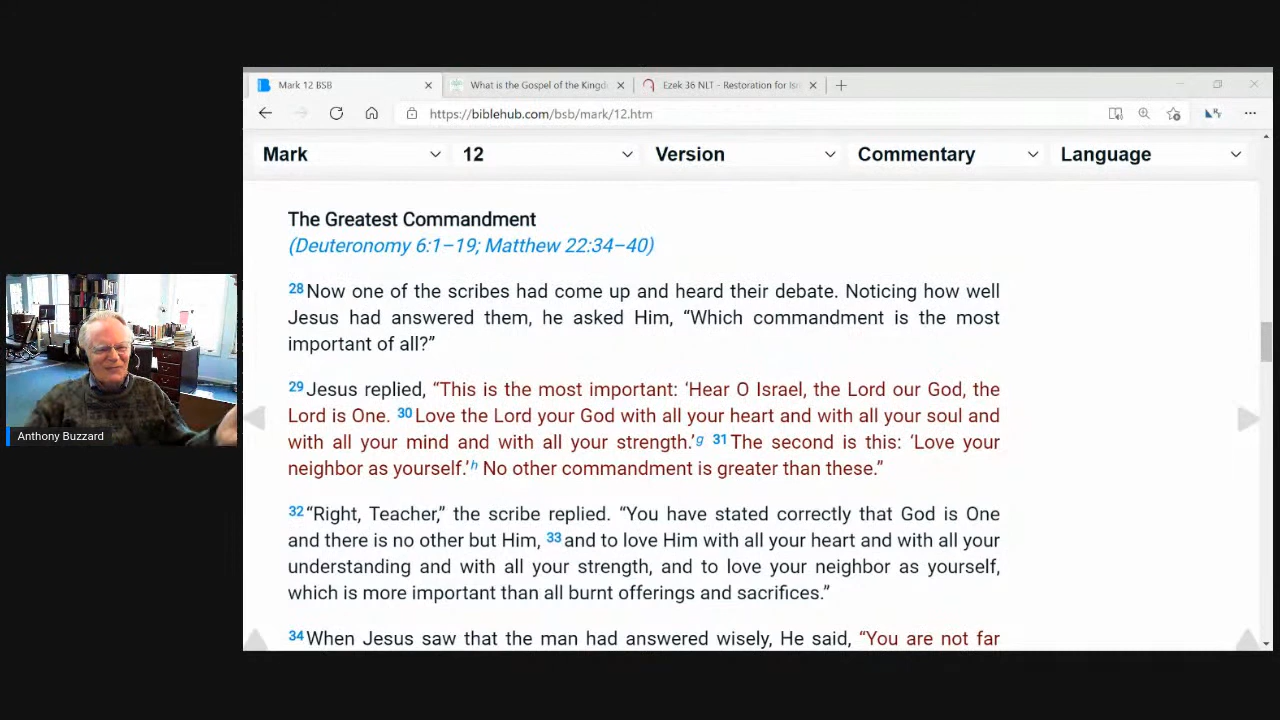 Mark 12 BSB
What is the Gospel of the Kingd
Ezek 36 NLT - Restoration for Isr
https://biblehub.com/bsb/mark/12.htm
Mark 12 Version Commentary Language
The Greatest Commandment
(Deuteronomy 6:1–19; Matthew 22:34–40)
28 Now one of the scribes had come up and heard their debate. Noticing how well
Jesus had answered them, he asked Him, “Which commandment is the most
important of all?”
29 Jesus replied, “This is the most important: ‘Hear O Israel, the Lord our God, the
Lord is One. 30 Love the Lord your God with all your heart and with all your soul and
with all your mind and with all your strength.’ g 31 The second is this: ‘Love your
neighbor as yourself.’ h No other commandment is greater than these.”
32 “Right, Teacher,” the scribe replied. “You have stated correctly that God is One
and there is no other but Him, 33 and to love Him with all your heart and with all your
understanding and with all your strength, and to love your neighbor as yourself,
which is more important than all burnt offerings and sacrifices.”
34 When Jesus saw that the man had answered wisely, He said, “You are not far
Anthony Buzzard